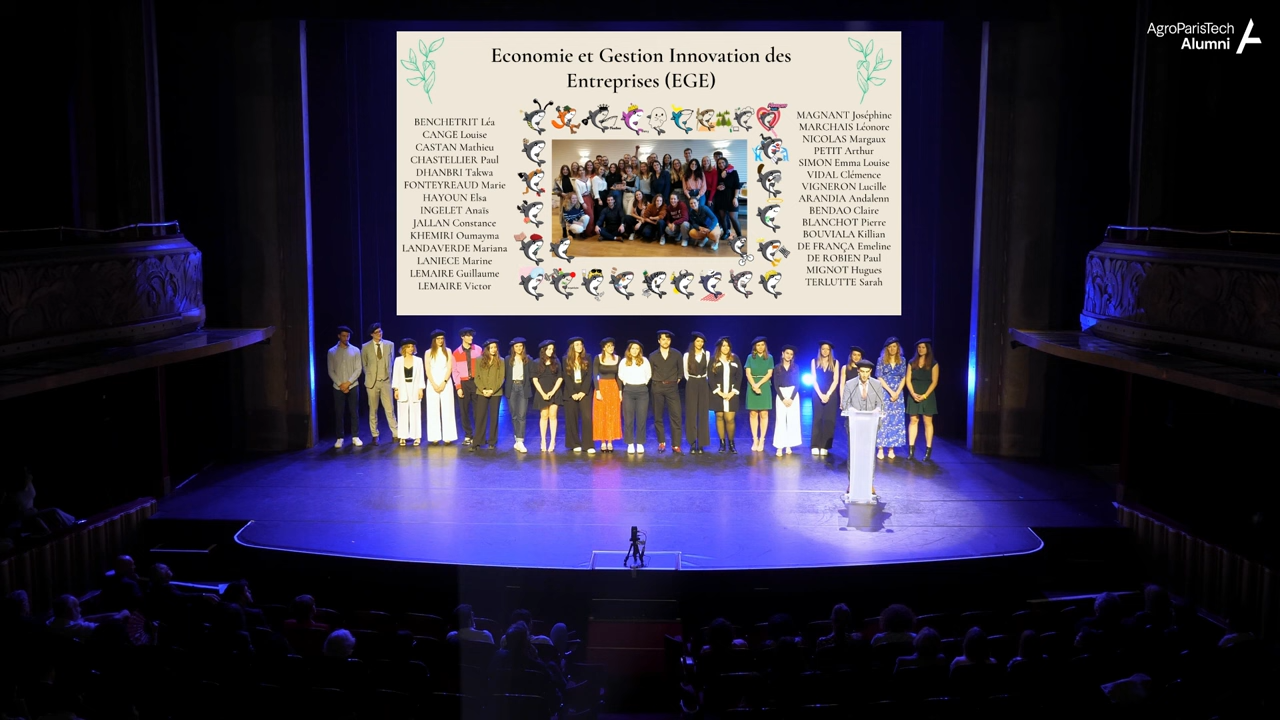 AgroParisTech
Alumni
Economie et Gestion Innovation des
Entreprises (EGE)
BENCHETRIT Léa
CANGE Louise
CASTAN Mathieu
CHASTELLIER Paul
DHANBRI Takwa
FONTEYREAUD Marie
HAYOUN Elsa
INGELET Anaïs
JALLAN Constance
KHEMIRI Oumayma
LANDAVERDE Mariana
LANIECE Marine
LEMAIRE Guillaume
LEMAIRE Victor
MAGNANT Joséphine
MARCHAIS Léonore
NICOLAS Margaux
PETIT Arthur
SIMON Emma Louise
VIDAL Clémence
VIGNERON Lucille
ARANDIA Andalenn
BENDAO Claire
BLANCHOT Pierre
BOUVIALA Killian
DE FRANÇA Emeline
DE ROBIEN Paul
MIGNOT Hugues
TERLUTTE Sarah